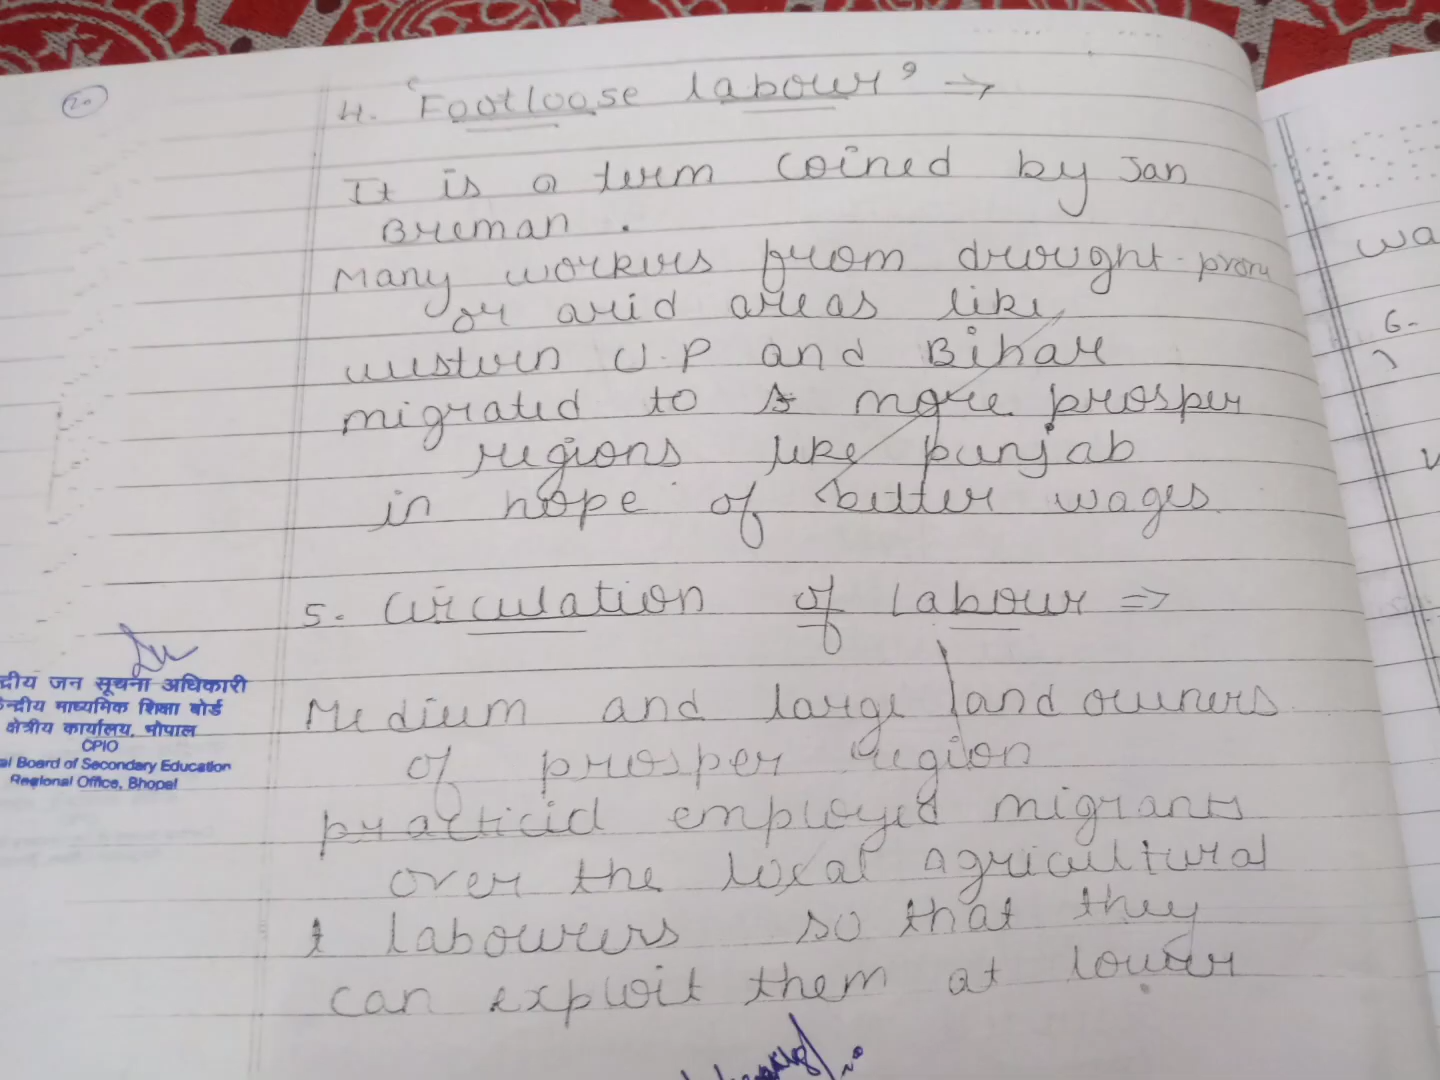 20
4. 'Footloose labour' →
It is a term coined by Jan
Breman.
Many workers from drought-prone
or arid areas like
western U.P and Bihar
migrated to more prosper
regions like punjab
in hope of better wages
5. Circulation of labour ⇒
Medium and large landowners
of prosper region
practicid employed migrants
over the local agricultural
labourers so that they
can exploit them at lower
द्रीय जन सूचना अधिकारी
केन्द्रीय माध्यमिक शिक्षा बोर्ड
क्षेत्रीय कार्यालय, भोपाल
CPIO
al Board of Secondary Education
Regional Office, Bhopal
wa
6.